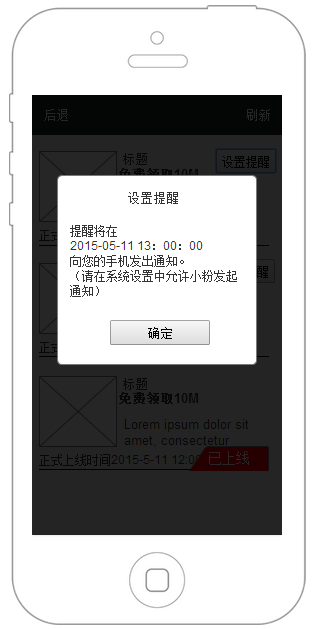 后退
刷新
标题
设置提醒
免费领取10M
设置提醒
提醒将在
2015-05-11 13：00：00
向您的手机发出通知。
（请在系统设置中允许小粉发起
通知）
确定
标题
免费领取10M
Lorem ipsum dolor sit
amet, consectetur
正式上线时间2015-5-11 12:00
已上线